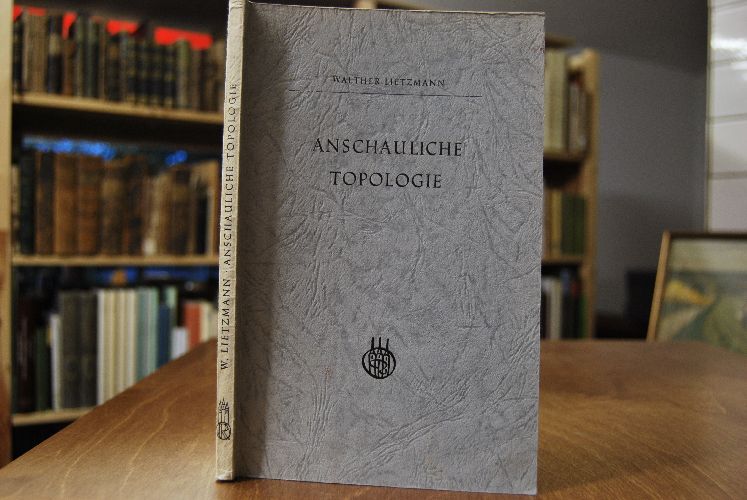 WALTHER LIETZMANN
ANSCHAULICHE
TOPOLOGIE
W. LIETZMANN · ANSCHAULICHE TOPOLOGIE